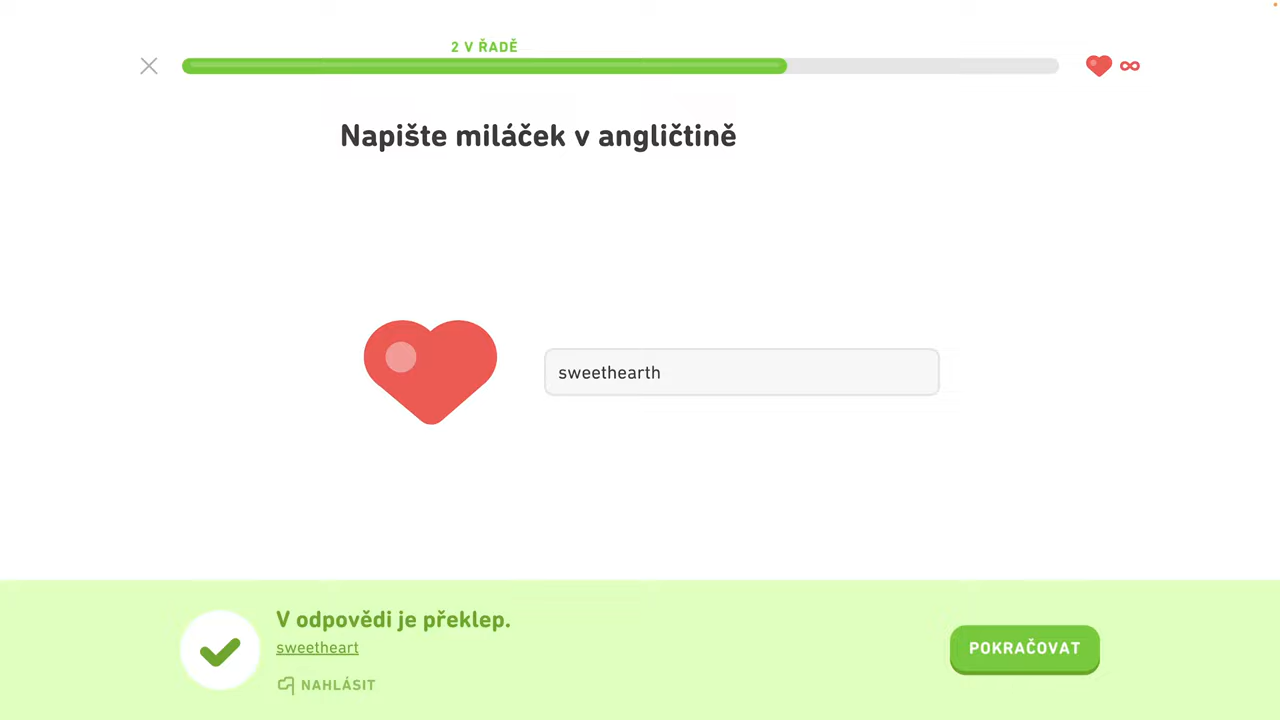 2 V ŘADĚ
Napište miláček v angličtině
sweethearth
V odpovědi je překlep.
sweetheart
NAHLÁSIT
POKRAČOVAT